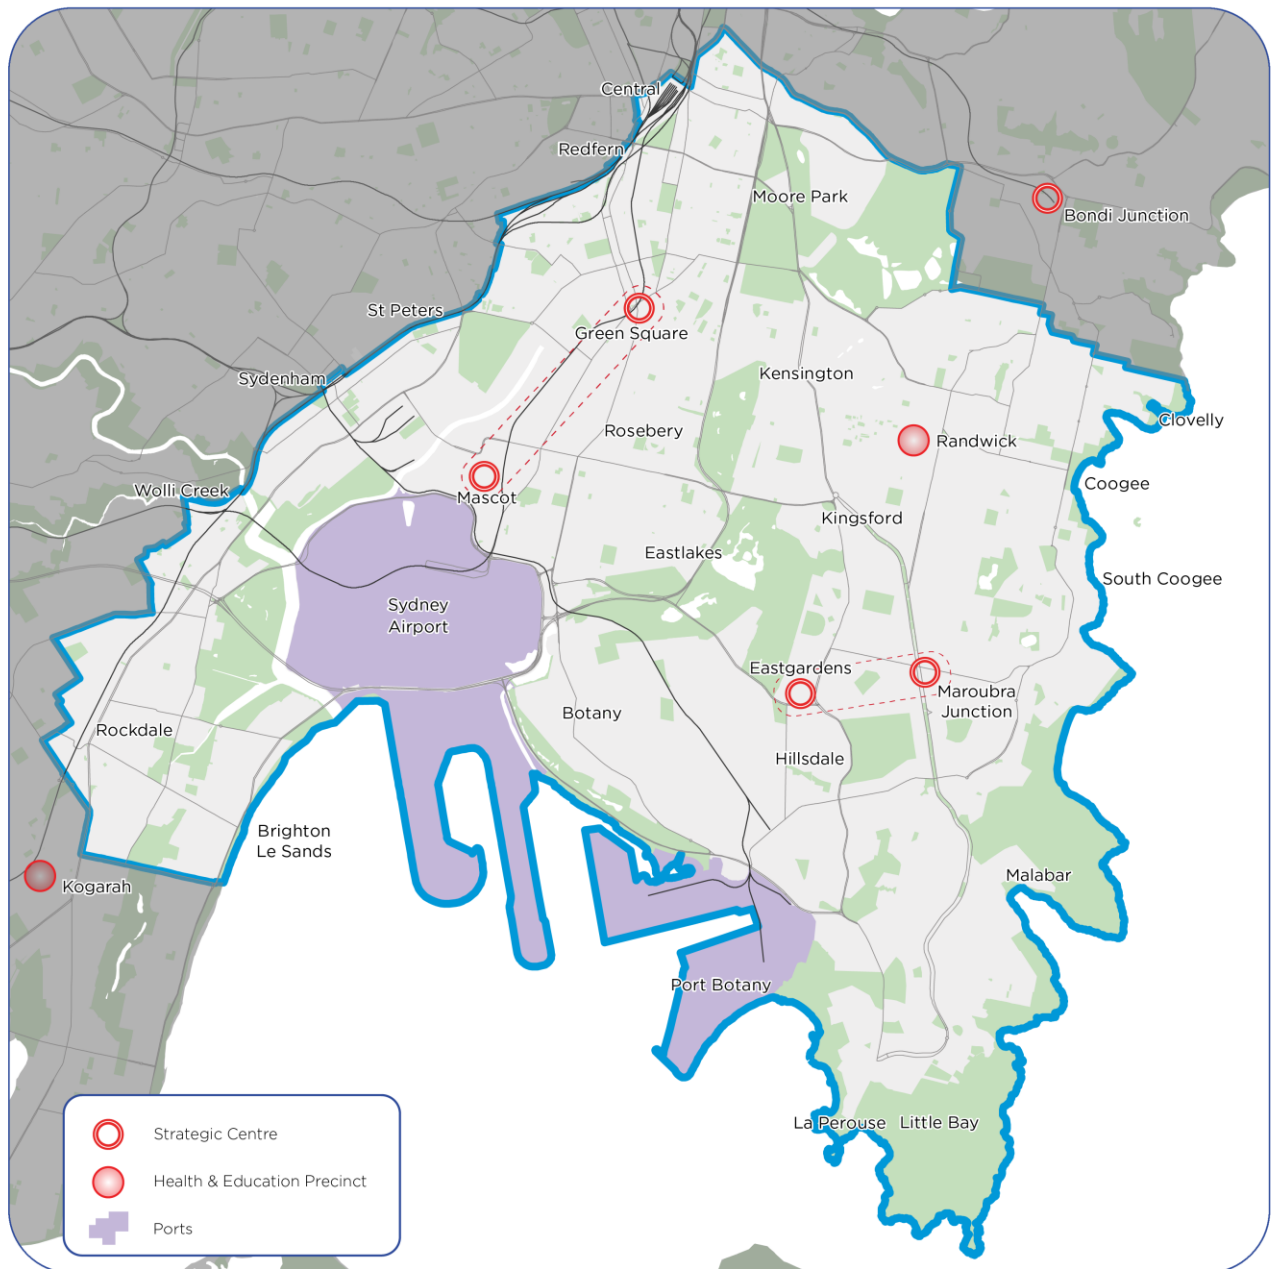 Central
Redfern
Moore Park
Bondi Junction
St Peters
Green Square
Sydenham
Kensington
Clovelly
Rosebery
Randwick
Wolli Creek
Mascot
Coogee
Kingsford
Eastlakes
South Coogee
Sydney
Airport
Eastgardens
Maroubra
Junction
Botany
Rockdale
Hillsdale
Brighton
Le Sands
Kogarah
Malabar
Port Botany
La Perouse
Little Bay
Strategic Centre
Health & Education Precinct
Ports